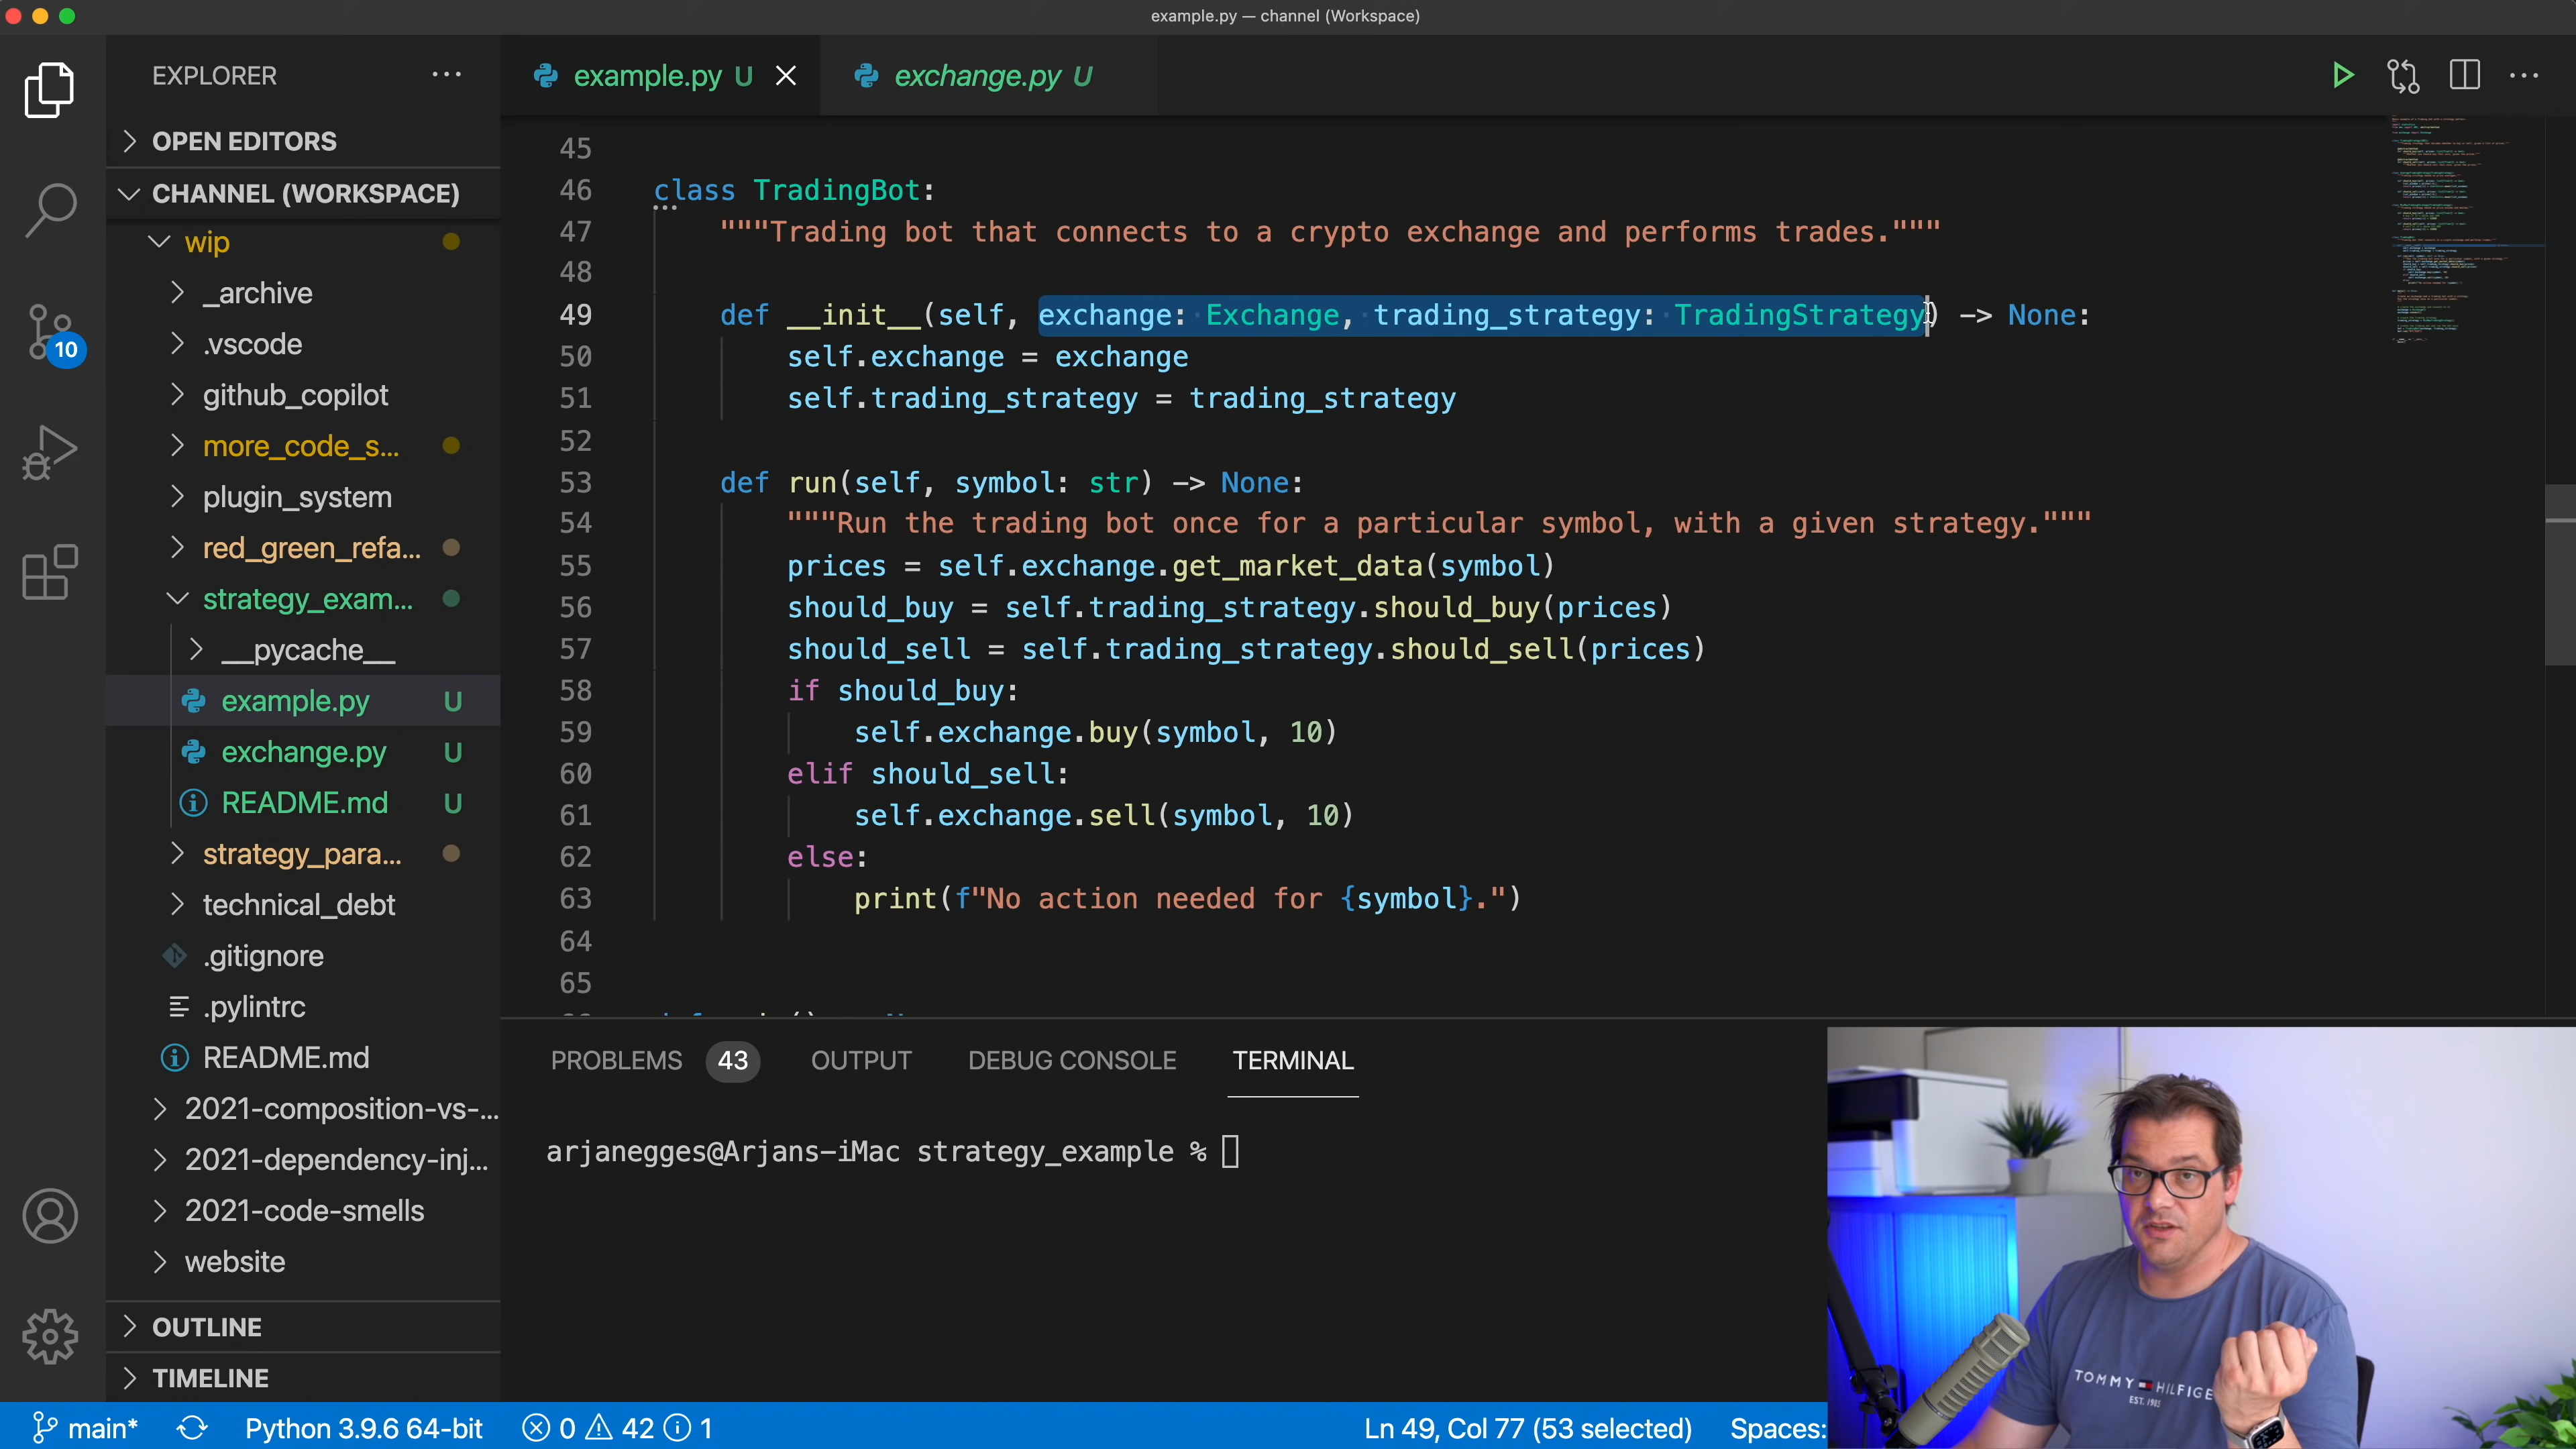 example.py — channel (Workspace)
EXPLORER
OPEN EDITORS
CHANNEL (WORKSPACE)
wip
_archive
.vscode
github_copilot
more_code_s...
plugin_system
red_green_refa...
strategy_exam...
__pycache__
example.py U
exchange.py U
README.md U
strategy_para...
technical_debt
.gitignore
.pylintrc
README.md
2021-composition-vs-...
2021-dependency-inj...
2021-code-smells
website
OUTLINE
TIMELINE
10
example.py U
exchange.py U
45
46 class TradingBot:
47 """Trading bot that connects to a crypto exchange and performs trades."""
48
49 def __init__(self, exchange: Exchange, trading_strategy: TradingStrategy) -> None:
50 self.exchange = exchange
51 self.trading_strategy = trading_strategy
52
53 def run(self, symbol: str) -> None:
54 """Run the trading bot once for a particular symbol, with a given strategy."""
55 prices = self.exchange.get_market_data(symbol)
56 should_buy = self.trading_strategy.should_buy(prices)
57 should_sell = self.trading_strategy.should_sell(prices)
58 if should_buy:
59 self.exchange.buy(symbol, 10)
60 elif should_sell:
61 self.exchange.sell(symbol, 10)
62 else:
63 print(f"No action needed for {symbol}.")
64
65
PROBLEMS 43 OUTPUT DEBUG CONSOLE TERMINAL
arjanegges@Arjans-iMac strategy_example %
TOMMY HILFIGE
EST. 1985
main* Python 3.9.6 64-bit 0 42 1 Ln 49, Col 77 (53 selected) Spaces: